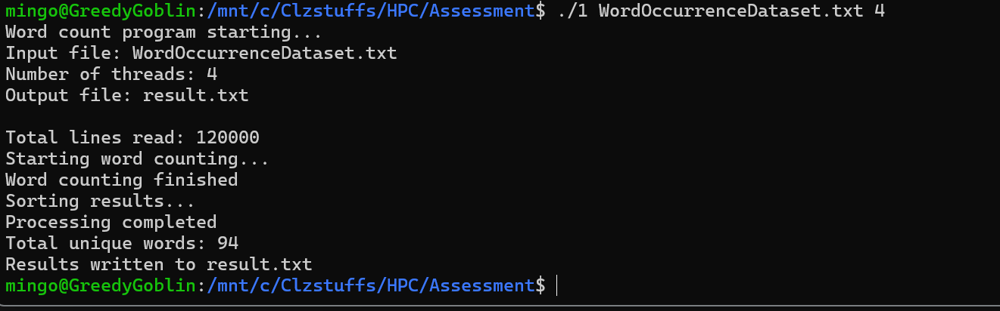 mingo@GreedyGoblin:/mnt/c/Clzstuffs/HPC/Assessment$ ./1 WordOccurrenceDataset.txt 4
Word count program starting...
Input file: WordOccurrenceDataset.txt
Number of threads: 4
Output file: result.txt

Total lines read: 120000
Starting word counting...
Word counting finished
Sorting results...
Processing completed
Total unique words: 94
Results written to result.txt
mingo@GreedyGoblin:/mnt/c/Clzstuffs/HPC/Assessment$